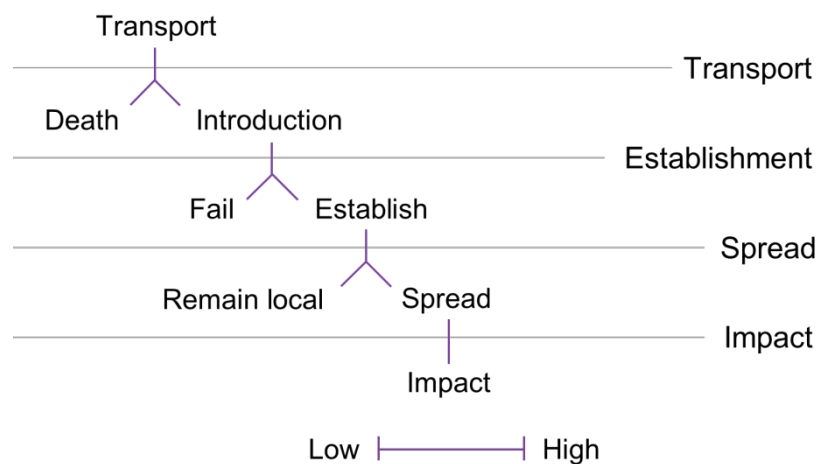 Transport
Transport
Death Introduction
Establishment
Fail Establish
Spread
Remain local Spread
Impact
Impact
Low High